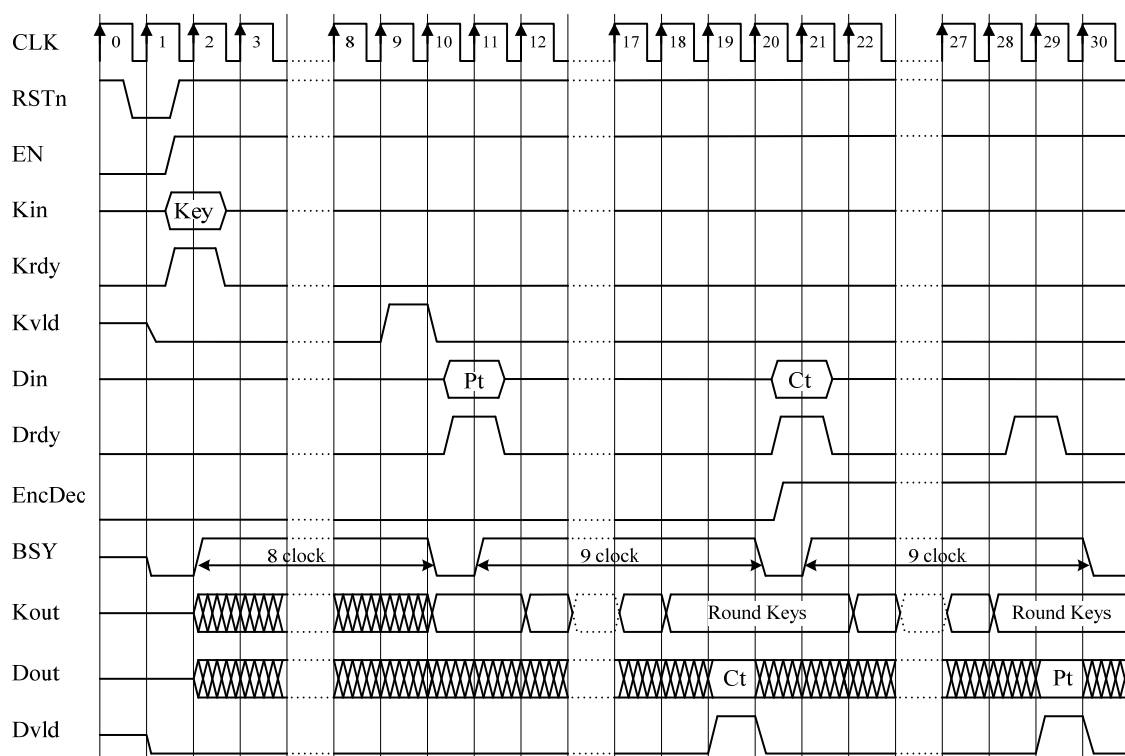 CLK 0 1 2 3 8 9 10 11 12 17 18 19 20 21 22 27 28 29 30
RSTn
EN
Kin Key
Krdy
Kvld
Din Pt Ct
Drdy
EncDec
BSY 8 clock 9 clock 9 clock
Kout Round Keys Round Keys
Dout Ct Pt
Dvld